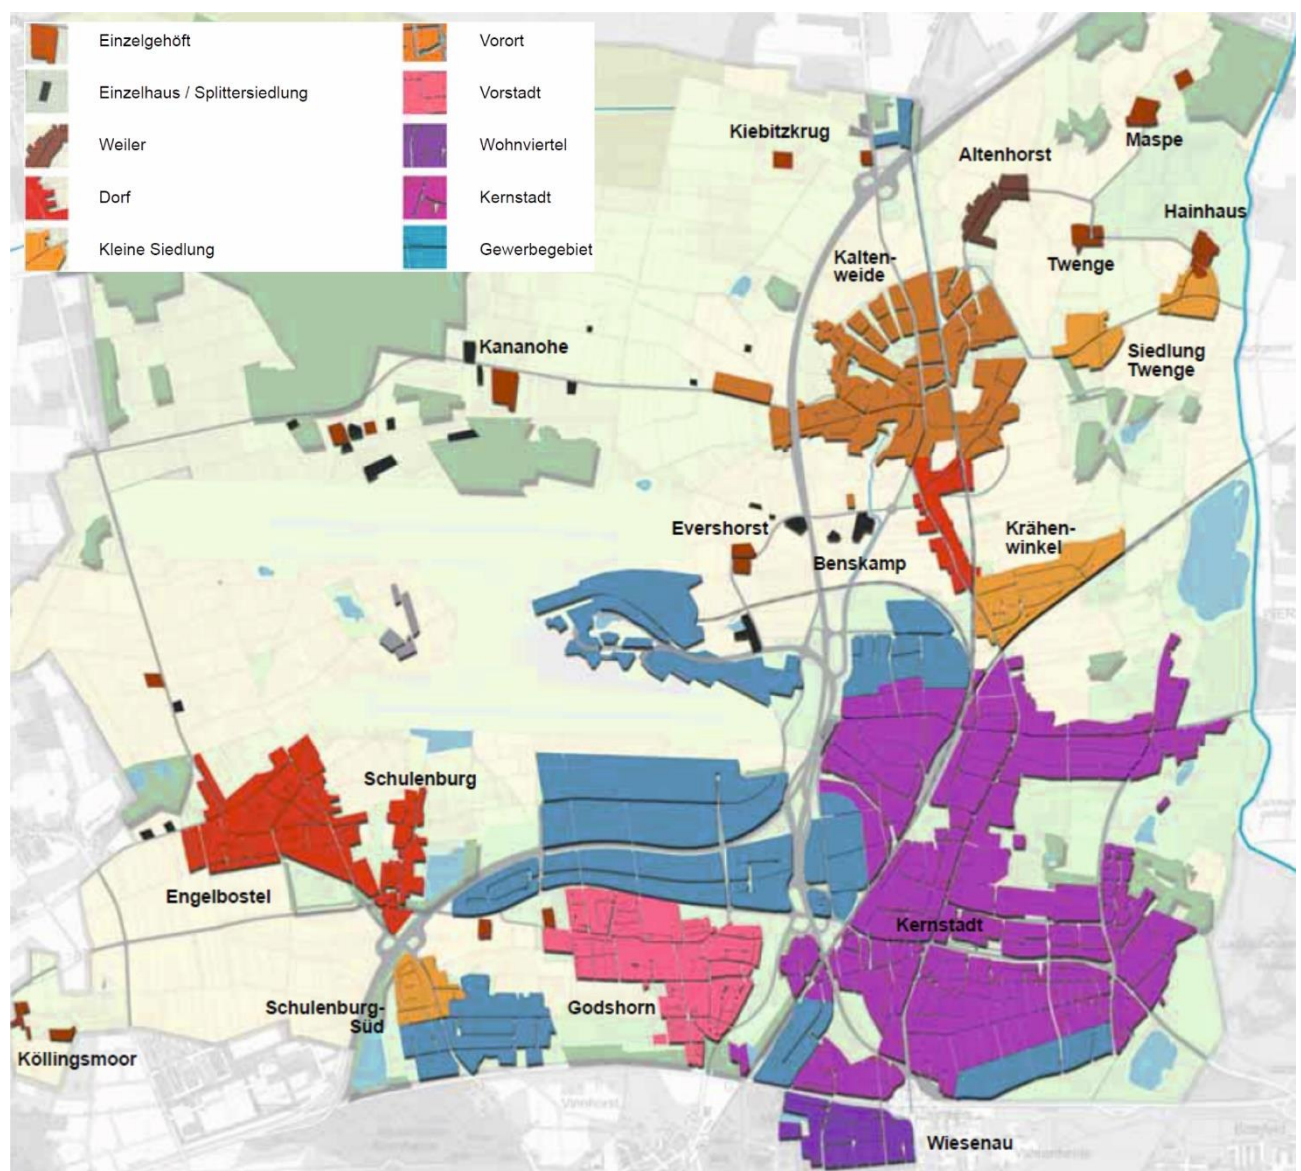 Einzelgehöft
Vorort
Einzelhaus / Splittersiedlung
Vorstadt
Weiler
Wohnviertel
Dorf
Kernstadt
Kleine Siedlung
Gewerbegebiet
Kiebitzkrug
Maspe
Altenhorst
Hainhaus
Kalten-
weide
Twenge
Kananohe
Siedlung
Twenge
Evershorst
Krähen-
winkel
Benskamp
Schulenburg
Engelbostel
Kernstadt
Schulenburg-
Süd
Godshorn
Köllingsmoor
Wiesenau